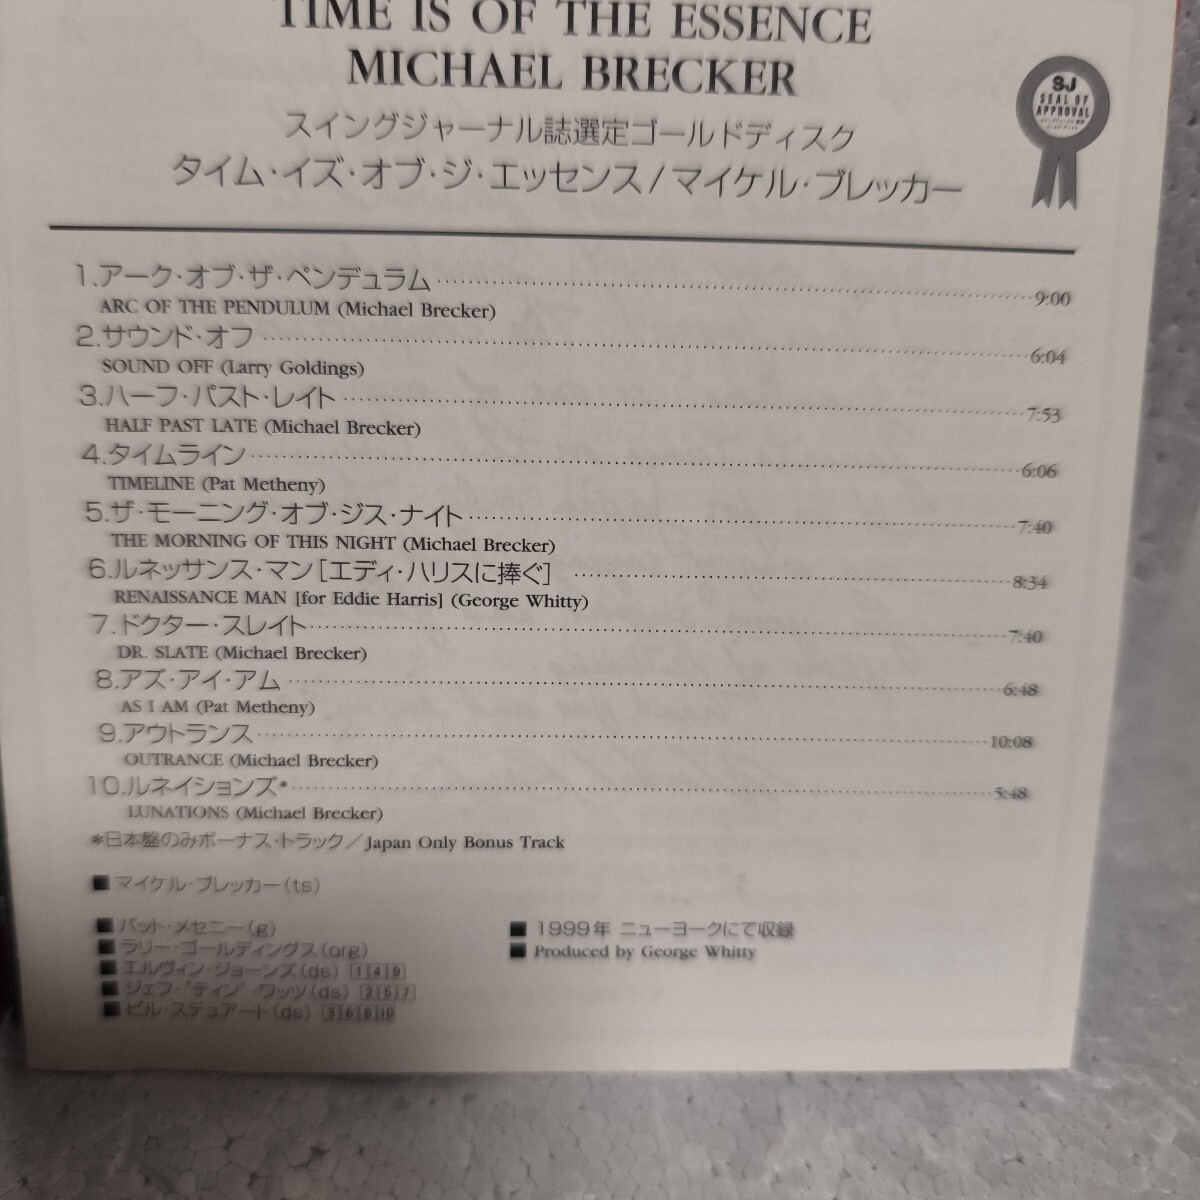 TIME IS OF THE ESSENCE
MICHAEL BRECKER
スイングジャーナル誌選定ゴールドディスク
タイム・イズ・オブ・ジ・エッセンス/マイケル・ブレッカー
SJ
SEAL OF
APPROVAL
1.アーク・オブ・ザ・ペンデュラム 9:00
ARC OF THE PENDULUM (Michael Brecker)
2.サウンド・オフ 6:04
SOUND OFF (Larry Goldings)
3.ハーフ・パスト・レイト 7:53
HALF PAST LATE (Michael Brecker)
4.タイムライン 6:06
TIMELINE (Pat Metheny)
5.ザ・モーニング・オブ・ジス・ナイト 7:40
THE MORNING OF THIS NIGHT (Michael Brecker)
6.ルネッサンス・マン[エディ・ハリスに捧ぐ] 8:34
RENAISSANCE MAN [for Eddie Harris] (George Whitty)
7.ドクター・スレイト 7:40
DR. SLATE (Michael Brecker)
8.アズ・アイ・アム 6:48
AS I AM (Pat Metheny)
9.アウトランス 10:08
OUTRANCE (Michael Brecker)
10.ルネイションズ* 5:48
LUNATIONS (Michael Brecker)
*日本盤のみボーナス・トラック/Japan Only Bonus Track
■ マイケル・ブレッカー(ts)
■ パット・メセニー(g)
■ ラリー・ゴールディングス(org)
■ エルヴィン・ジョーンズ(ds) 1 4 9
■ ジェフ・"テイン"・ワッツ(ds) 2 5 7
■ ビル・ステュアート(ds) 3 6 8 10
■ 1999年 ニューヨークにて収録
■ Produced by George Whitty